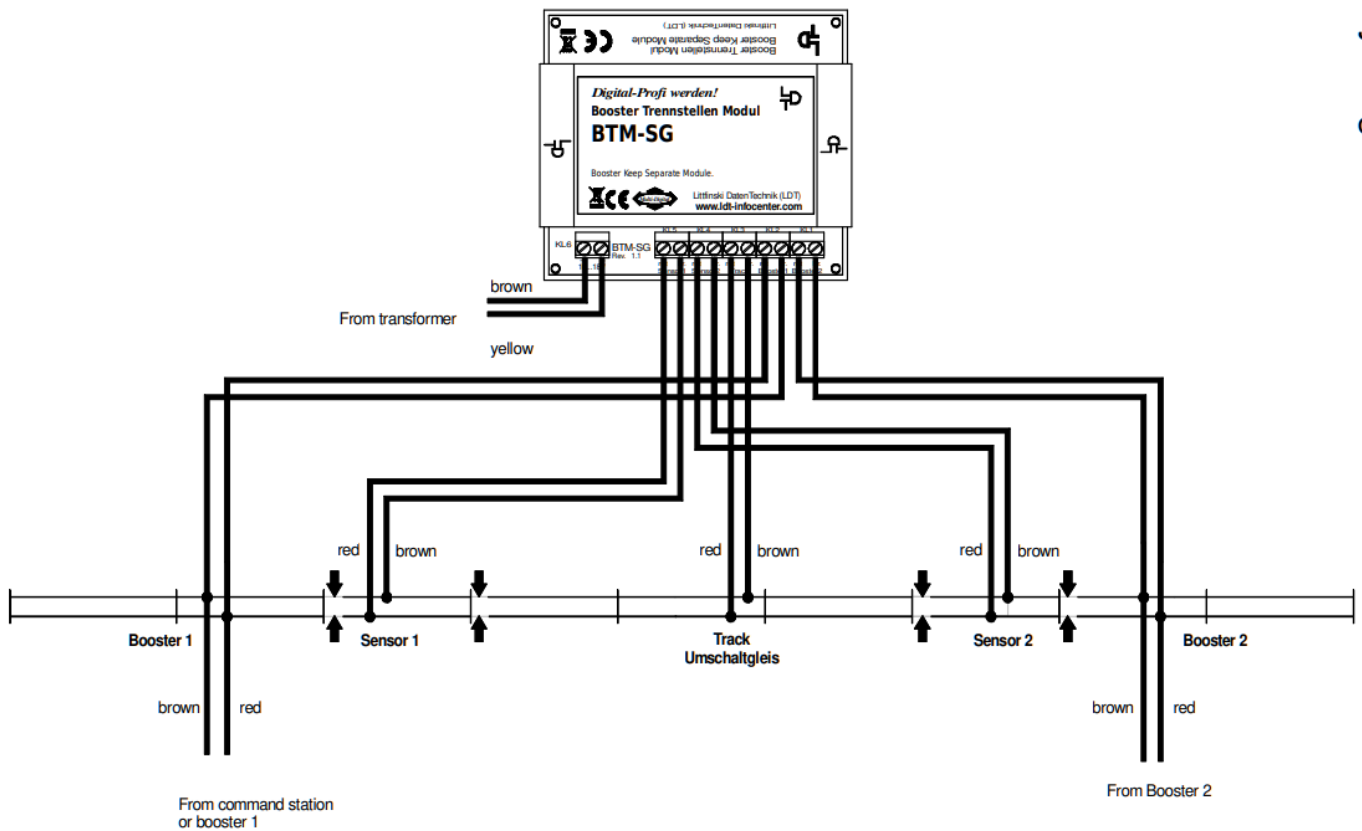 Littfinski DatenTechnik (LDT)
Booster Keep Separate Module
Booster Trennstellen Modul
Digital-Profi werden!
Booster Trennstellen Modul
BTM-SG
Booster Keep Separate Module.
Littfinski DatenTechnik (LDT)
www.ldt-infocenter.com
KL6
BTM-SG
Rev. 1.1
KL5
KL4
KL3
KL2
KL1
brown
From transformer
yellow
red
brown
red
brown
red
brown
Booster 1
Sensor 1
Track
Umschaltgleis
Sensor 2
Booster 2
brown
red
brown
red
From command station
or booster 1
From Booster 2